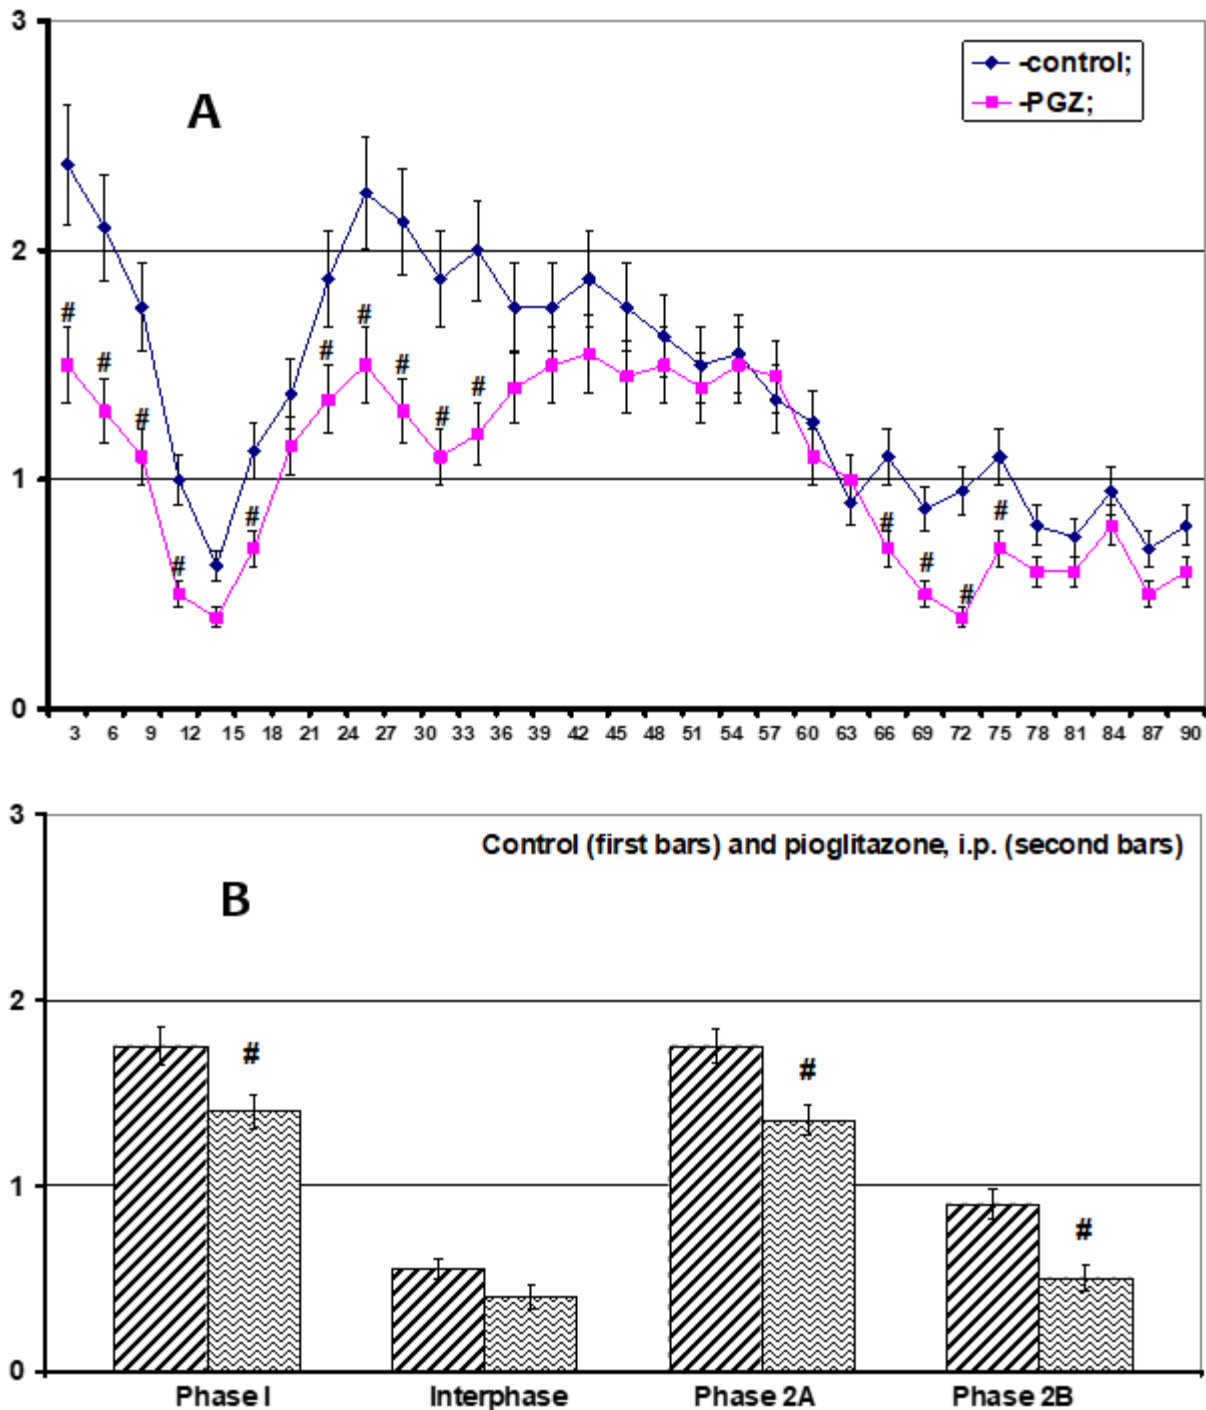 3
A
-control;
-PGZ;
2
# # # # # # # # # # # # # # #
1
0
3 6 9 12 15 18 21 24 27 30 33 36 39 42 45 48 51 54 57 60 63 66 69 72 75 78 81 84 87 90
3
Control (first bars) and pioglitazone, i.p. (second bars)
B
2
# # #
1
0
Phase I Interphase Phase 2A Phase 2B